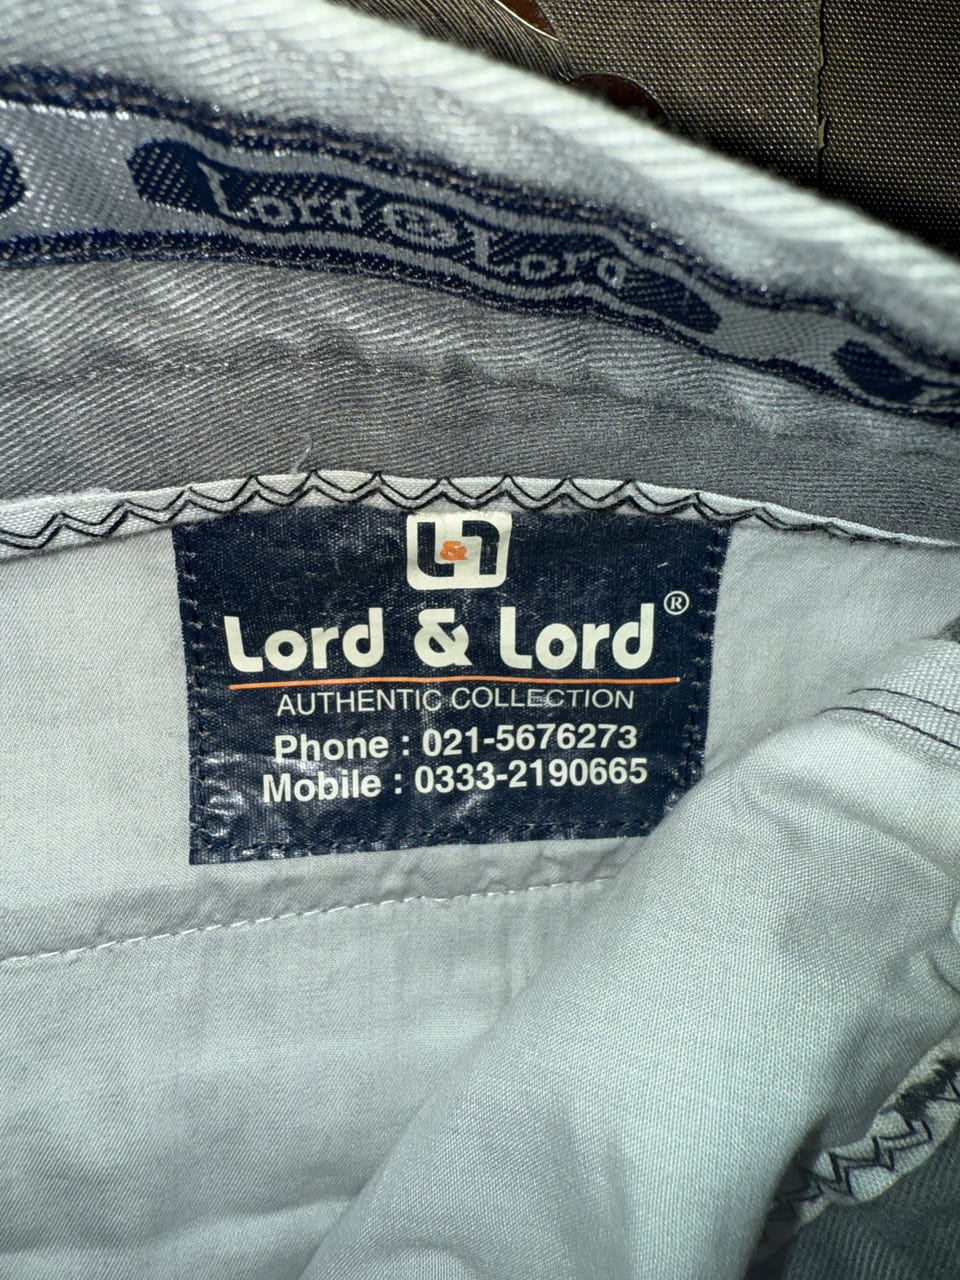 Lord & Lord
L&L
Lord & Lord®
AUTHENTIC COLLECTION
Phone : 021-5676273
Mobile : 0333-2190665